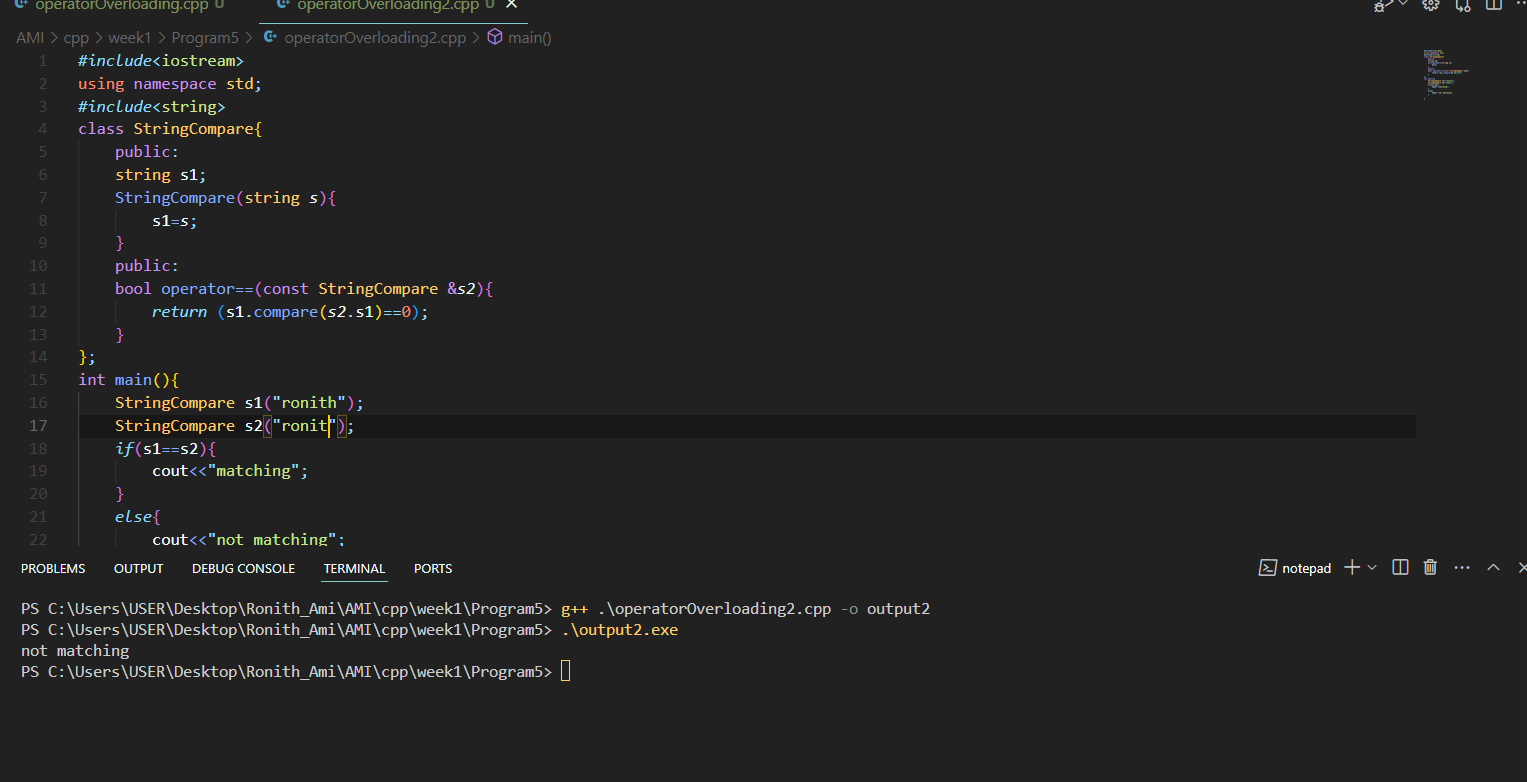 operatorOverloading.cpp U operatorOverloading2.cpp U
AMI > cpp > week1 > Program5 > operatorOverloading2.cpp > main()
1 #include<iostream>
2 using namespace std;
3 #include<string>
4 class StringCompare{
5 public:
6 string s1;
7 StringCompare(string s){
8 s1=s;
9 }
10 public:
11 bool operator==(const StringCompare &s2){
12 return (s1.compare(s2.s1)==0);
13 }
14 };
15 int main(){
16 StringCompare s1("ronith");
17 StringCompare s2("ronit");
18 if(s1==s2){
19 cout<<"matching";
20 }
21 else{
22 cout<<"not matching";
PROBLEMS OUTPUT DEBUG CONSOLE TERMINAL PORTS notepad
PS C:\Users\USER\Desktop\Ronith_Ami\AMI\cpp\week1\Program5> g++ .\operatorOverloading2.cpp -o output2
PS C:\Users\USER\Desktop\Ronith_Ami\AMI\cpp\week1\Program5> .\output2.exe
not matching
PS C:\Users\USER\Desktop\Ronith_Ami\AMI\cpp\week1\Program5>